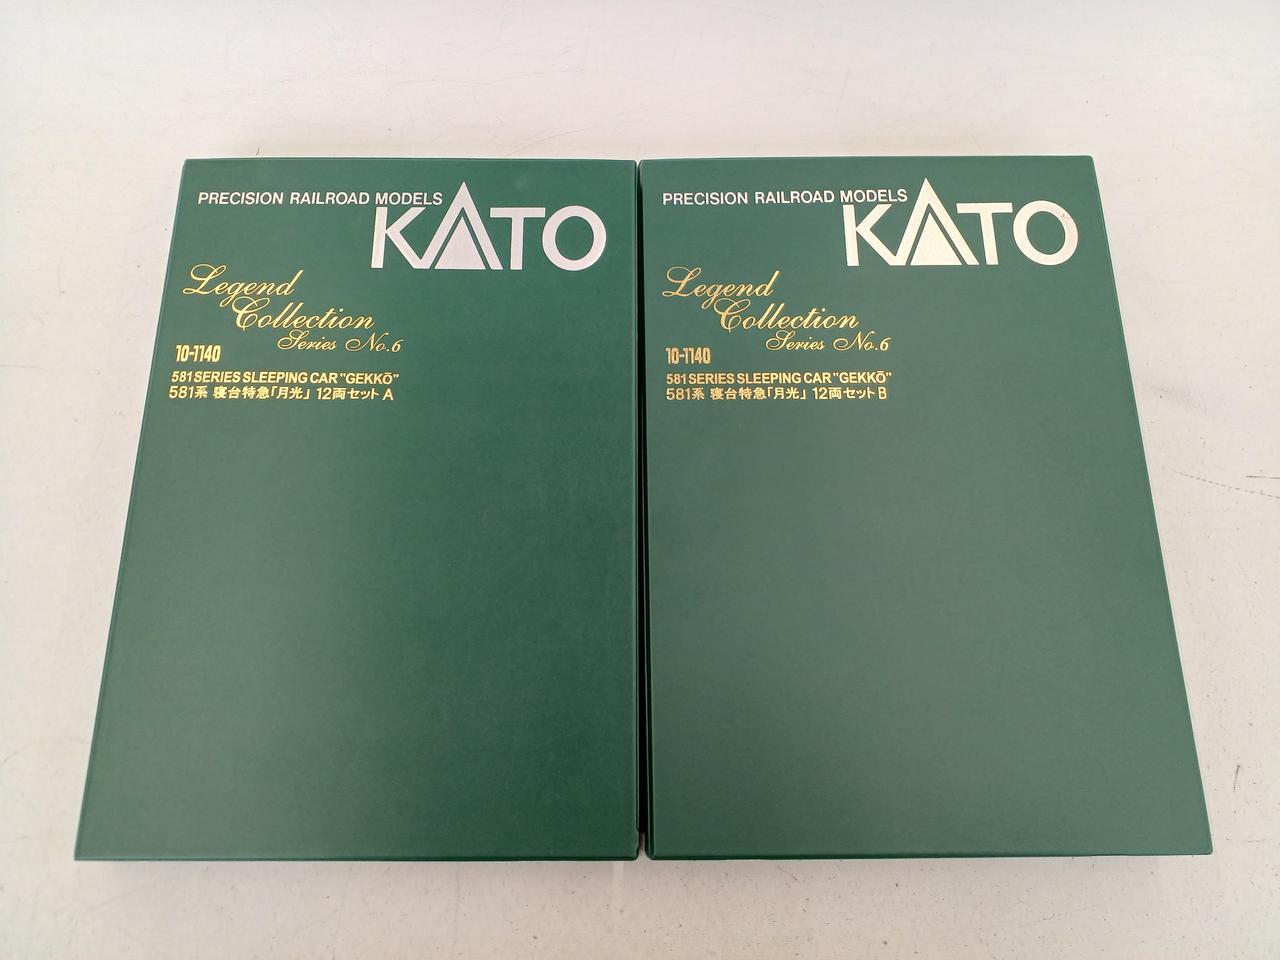 PRECISION RAILROAD MODELS
KATO
Legend
Collection
Series No.6
10-1140
581 SERIES SLEEPING CAR "GEKKŌ"
581系 寝台特急「月光」 12両セット A
PRECISION RAILROAD MODELS
KATO
Legend
Collection
Series No.6
10-1140
581 SERIES SLEEPING CAR "GEKKŌ"
581系 寝台特急「月光」 12両セット B